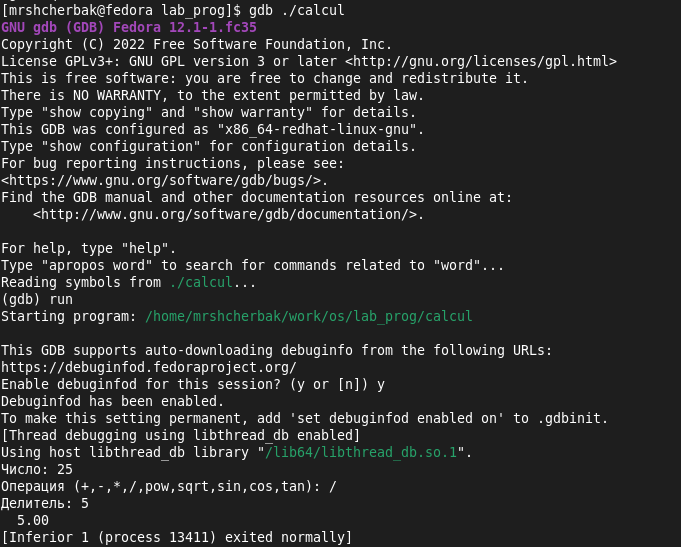 [mrshcherbak@fedora lab_prog]$ gdb ./calcul
GNU gdb (GDB) Fedora 12.1-1.fc35
Copyright (C) 2022 Free Software Foundation, Inc.
License GPLv3+: GNU GPL version 3 or later <http://gnu.org/licenses/gpl.html>
This is free software: you are free to change and redistribute it.
There is NO WARRANTY, to the extent permitted by law.
Type "show copying" and "show warranty" for details.
This GDB was configured as "x86_64-redhat-linux-gnu".
Type "show configuration" for configuration details.
For bug reporting instructions, please see:
<https://www.gnu.org/software/gdb/bugs/>.
Find the GDB manual and other documentation resources online at:
    <http://www.gnu.org/software/gdb/documentation/>.

For help, type "help".
Type "apropos word" to search for commands related to "word"...
Reading symbols from ./calcul...
(gdb) run
Starting program: /home/mrshcherbak/work/os/lab_prog/calcul

This GDB supports auto-downloading debuginfo from the following URLs:
https://debuginfod.fedoraproject.org/
Enable debuginfod for this session? (y or [n]) y
Debuginfod has been enabled.
To make this setting permanent, add 'set debuginfod enabled on' to .gdbinit.
[Thread debugging using libthread_db enabled]
Using host libthread_db library "/lib64/libthread_db.so.1".
Число: 25
Операция (+,-,*,/,pow,sqrt,sin,cos,tan): /
Делитель: 5
  5.00
[Inferior 1 (process 13411) exited normally]